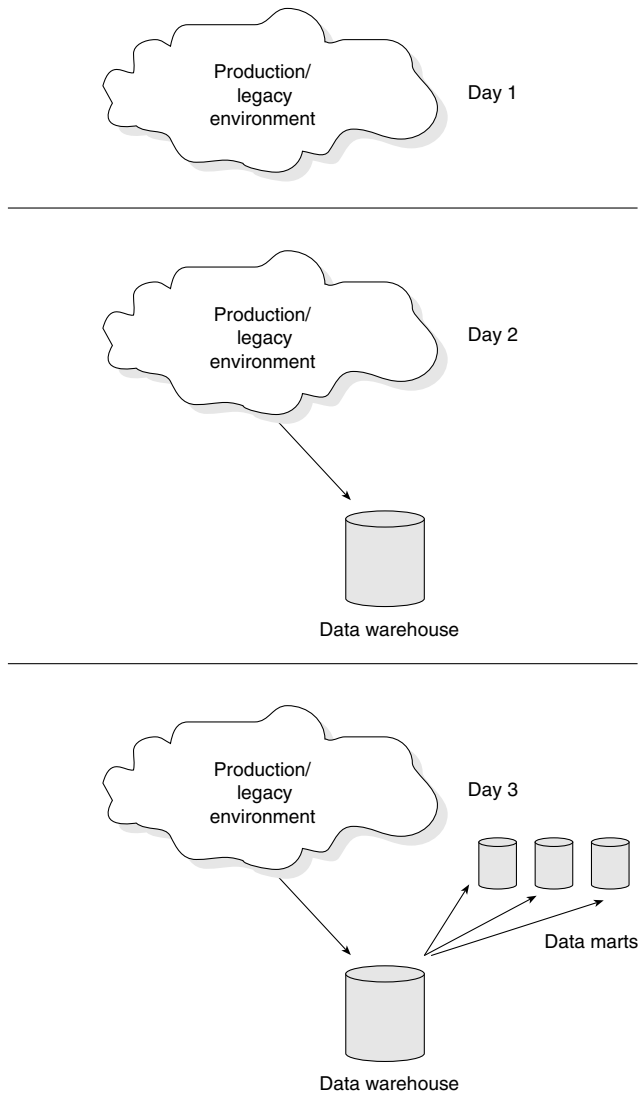 Production/
legacy
environment
Day 1
Production/
legacy
environment
Day 2
Data warehouse
Production/
legacy
environment
Day 3
Data marts
Data warehouse